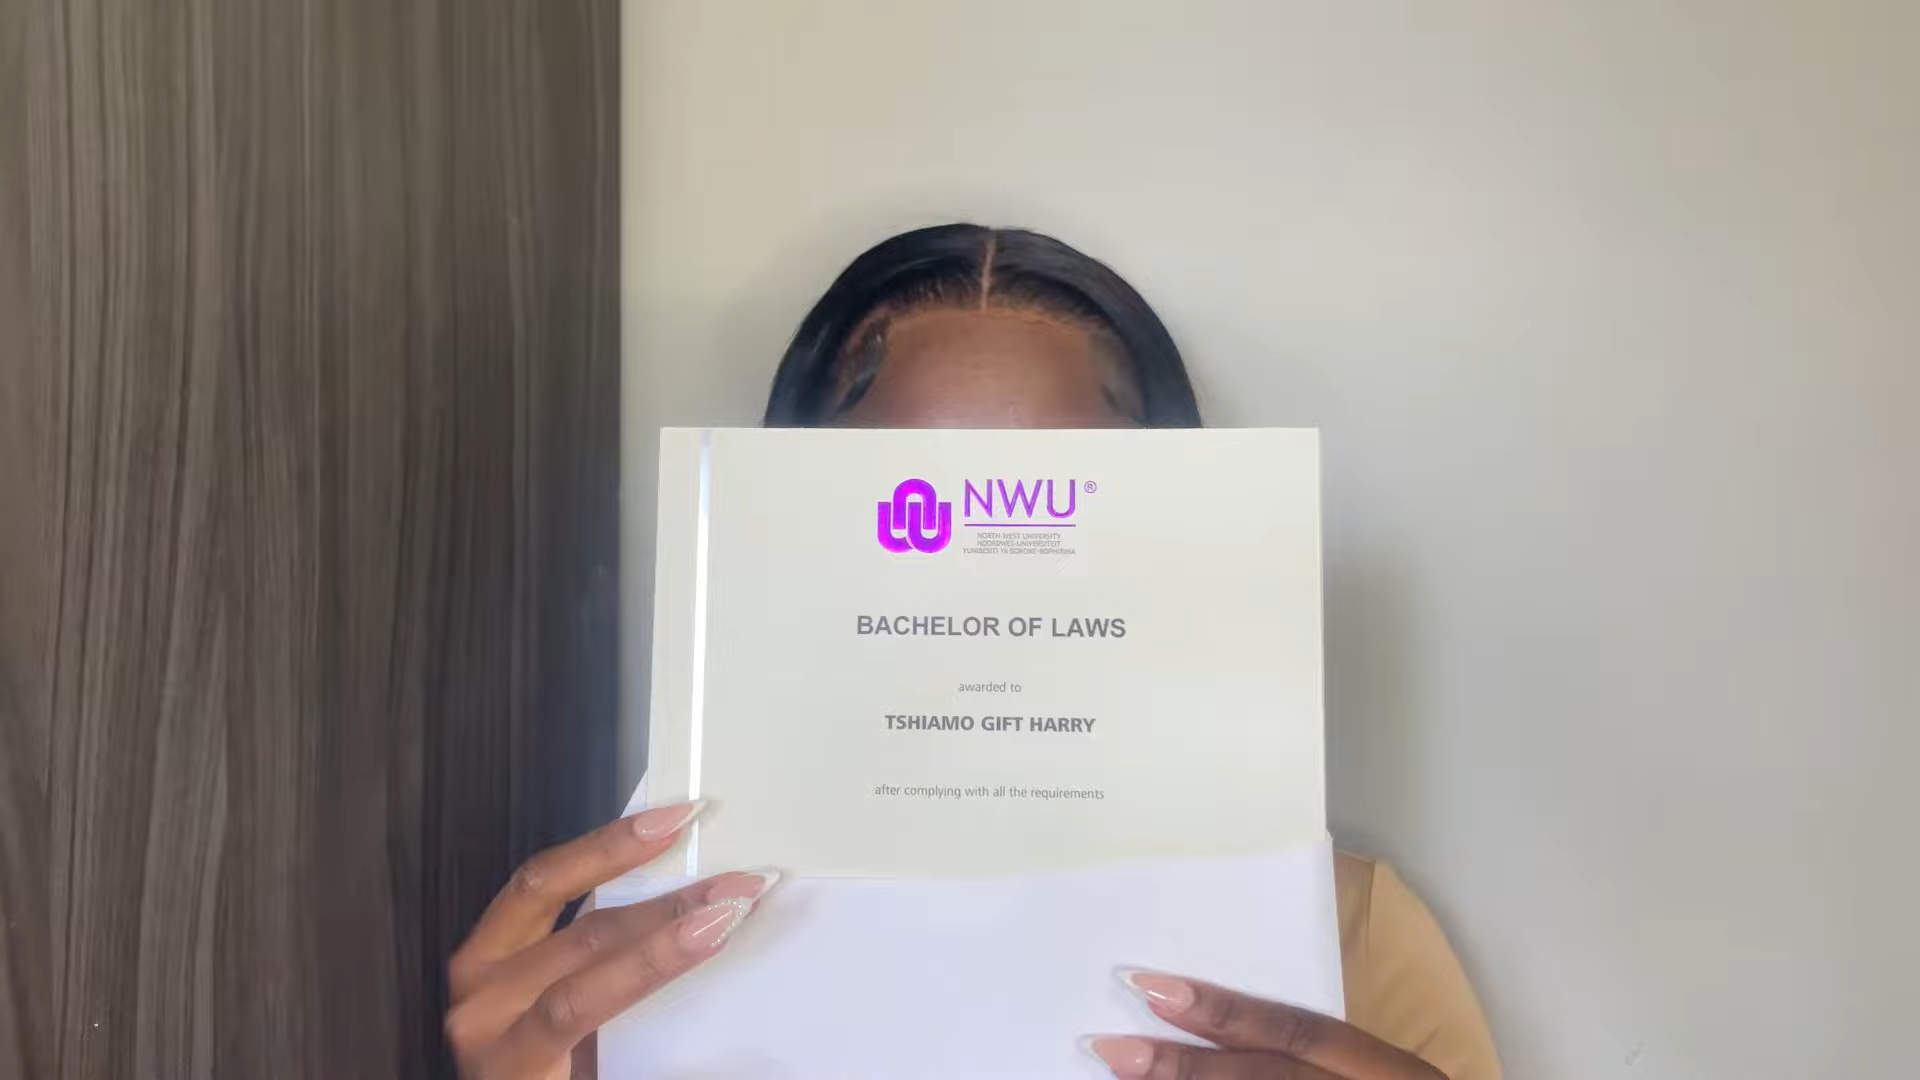 NWU®
NORTH-WEST UNIVERSITY
NOORDWES-UNIVERSITEIT
YUNIBESITI YA BOKONE-BOPHIRIMA
BACHELOR OF LAWS
awarded to
TSHIAMO GIFT HARRY
after complying with all the requirements